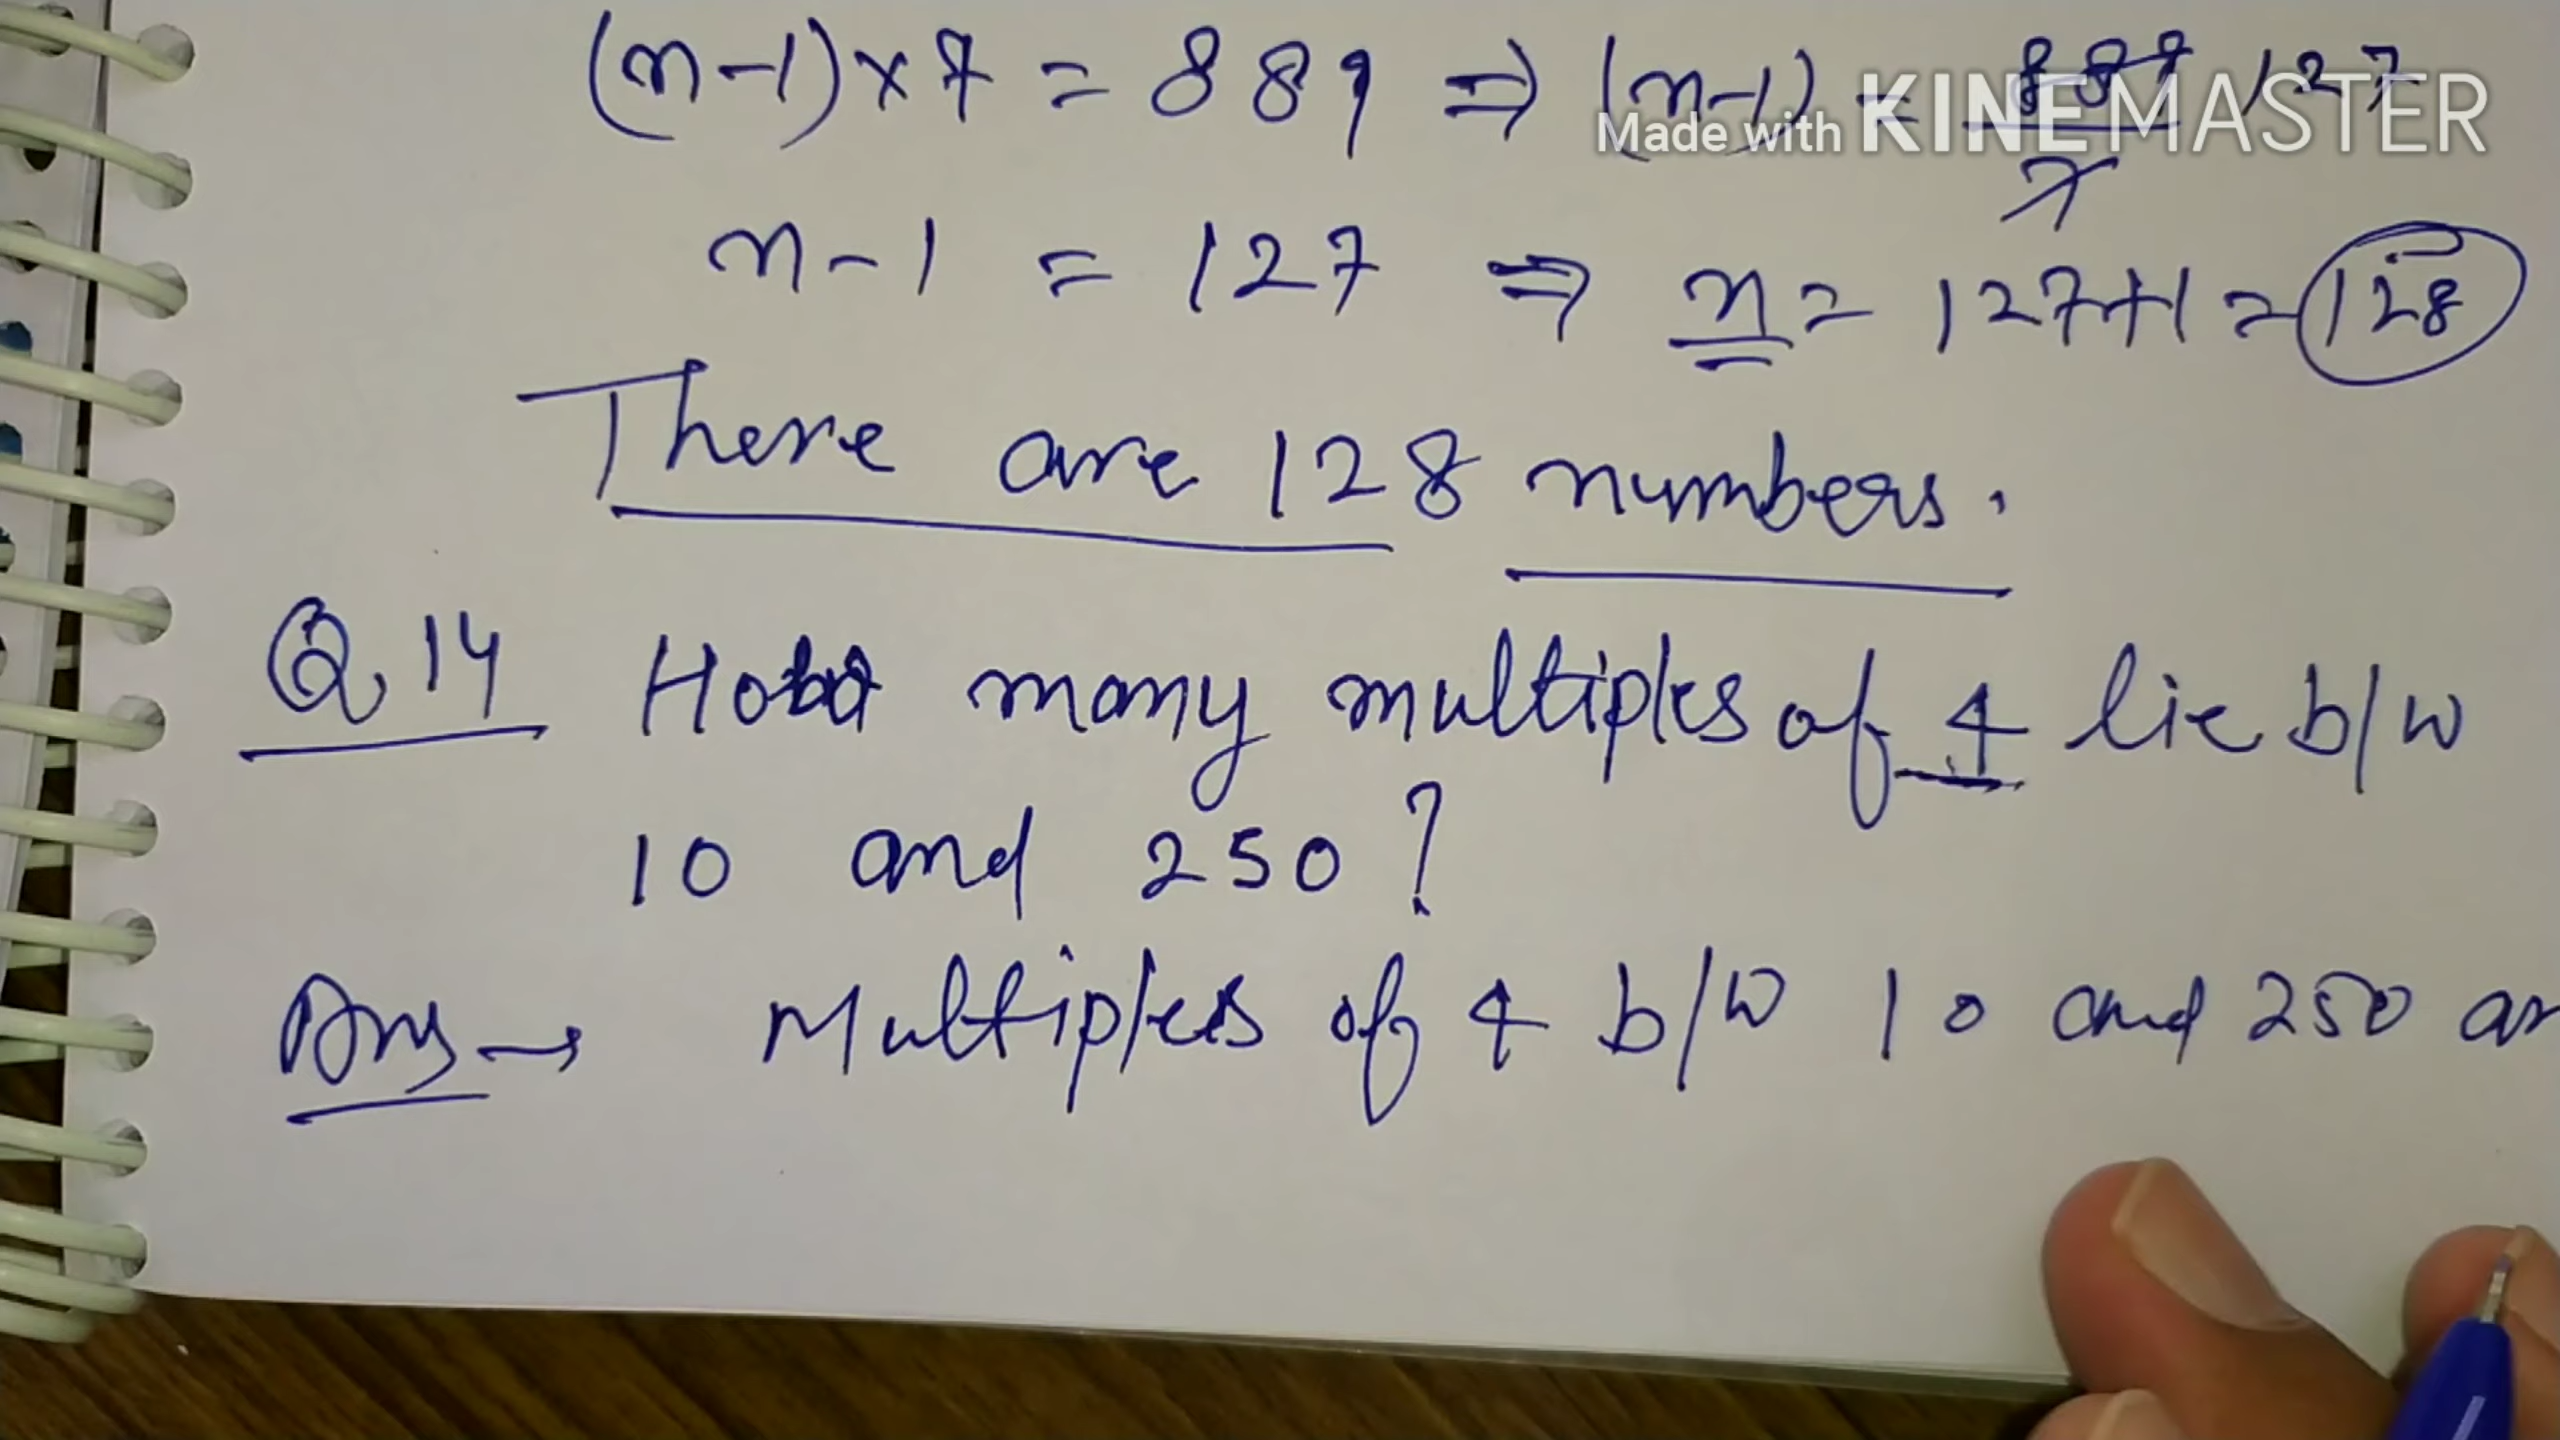 (n-1)×7 = 889 ⇒ (n-1) = 889/7 127
Made with KINEMASTER
n-1 = 127 ⇒ n = 127+1 = 128
There are 128 numbers.
Q.14 How many multiples of 4 lie b/w
10 and 250?
Ans → Multiples of 4 b/w 10 and 250 ar